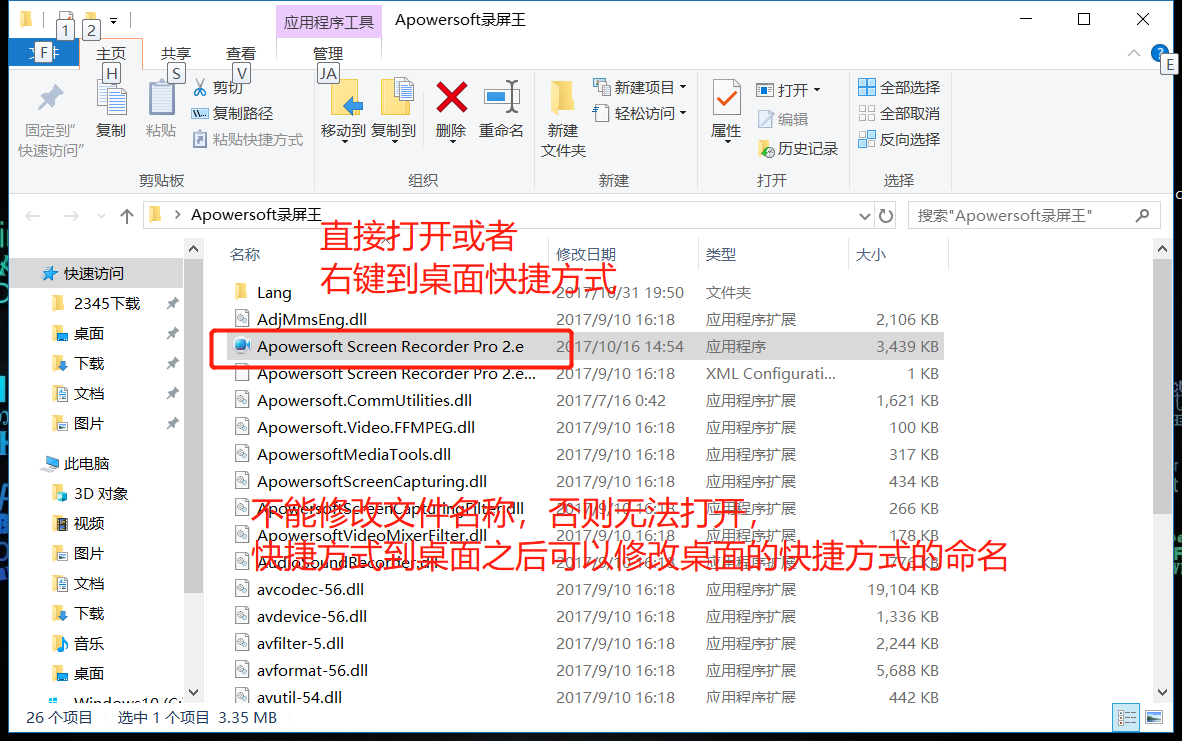 应用程序工具 Apowersoft录屏王
1 2
文件 主页 共享 查看 管理
F H S V JA E
固定到"快速访问"
复制
粘贴
剪切
复制路径
粘贴快捷方式
剪贴板
移动到 复制到 删除 重命名
组织
新建
文件夹
新建项目
轻松访问
新建
属性
打开
编辑
历史记录
打开
全部选择
全部取消
反向选择
选择
Apowersoft录屏王
搜索"Apowersoft录屏王"
直接打开或者
右键到桌面快捷方式
名称 修改日期 类型 大小
快速访问
2345下载
桌面
下载
文档
图片
此电脑
3D 对象
视频
图片
文档
下载
音乐
桌面
Windows10 (C:
Lang 2017/10/31 19:50 文件夹
AdjMmsEng.dll 2017/9/10 16:18 应用程序扩展 2,106 KB
Apowersoft Screen Recorder Pro 2.e 2017/10/16 14:54 应用程序 3,439 KB
Apowersoft Screen Recorder Pro 2.e... 2017/9/10 16:18 XML Configurati... 1 KB
Apowersoft.CommUtilities.dll 2017/7/16 0:42 应用程序扩展 1,621 KB
Apowersoft.Video.FFMPEG.dll 2017/9/10 16:18 应用程序扩展 100 KB
ApowersoftMediaTools.dll 2017/9/10 16:18 应用程序扩展 317 KB
ApowersoftScreenCapturing.dll 2017/9/10 16:18 应用程序扩展 434 KB
ApowersoftScreenCapturingFilter.dll 2017/9/10 16:18 应用程序扩展 266 KB
不能修改文件名称，否则无法打开，
ApowersoftVideoMixerFilter.dll 2017/9/10 16:18 应用程序扩展 178 KB
快捷方式到桌面之后可以修改桌面的快捷方式的命名
AudioSoundRecorder.dll 2017/9/10 16:18 应用程序扩展 776 KB
avcodec-56.dll 2017/9/10 16:18 应用程序扩展 19,104 KB
avdevice-56.dll 2017/9/10 16:18 应用程序扩展 1,336 KB
avfilter-5.dll 2017/9/10 16:18 应用程序扩展 2,244 KB
avformat-56.dll 2017/9/10 16:18 应用程序扩展 5,688 KB
avutil-54.dll 2017/9/10 16:18 应用程序扩展 442 KB
26 个项目 选中 1 个项目 3.35 MB